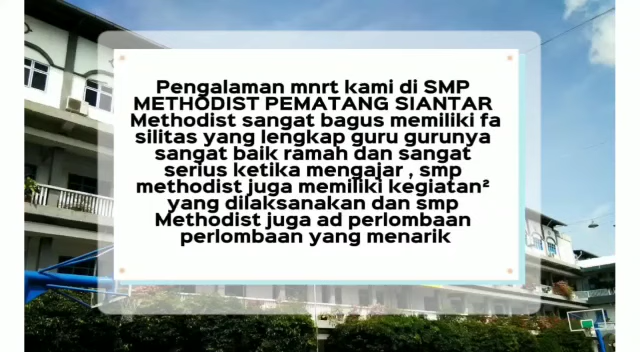 Pengalaman mnrt kami di SMP
METHODIST PEMATANG SIANTAR
Methodist sangat bagus memiliki fa
silitas yang lengkap guru gurunya
sangat baik ramah dan sangat
serius ketika mengajar , smp
methodist juga memiliki kegiatan²
yang dilaksanakan dan smp
Methodist juga ad perlombaan
perlombaan yang menarik